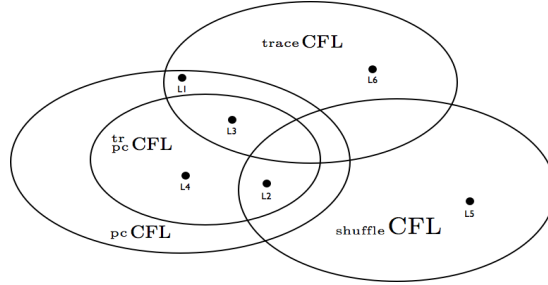 trace CFL
L1
L6
L3
tr
pc CFL
L4
L2
L5
pc CFL
shuffle CFL